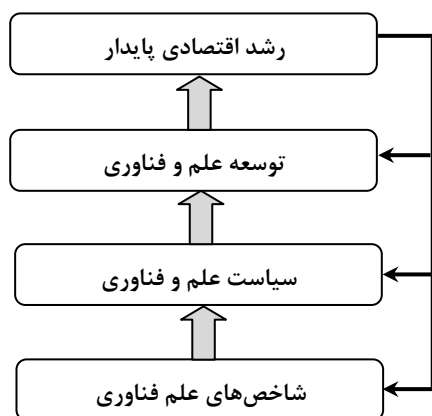 رشد اقتصادی پایدار
توسعه علم و فناوری
سیاست علم و فناوری
شاخص‌های علم فناوری